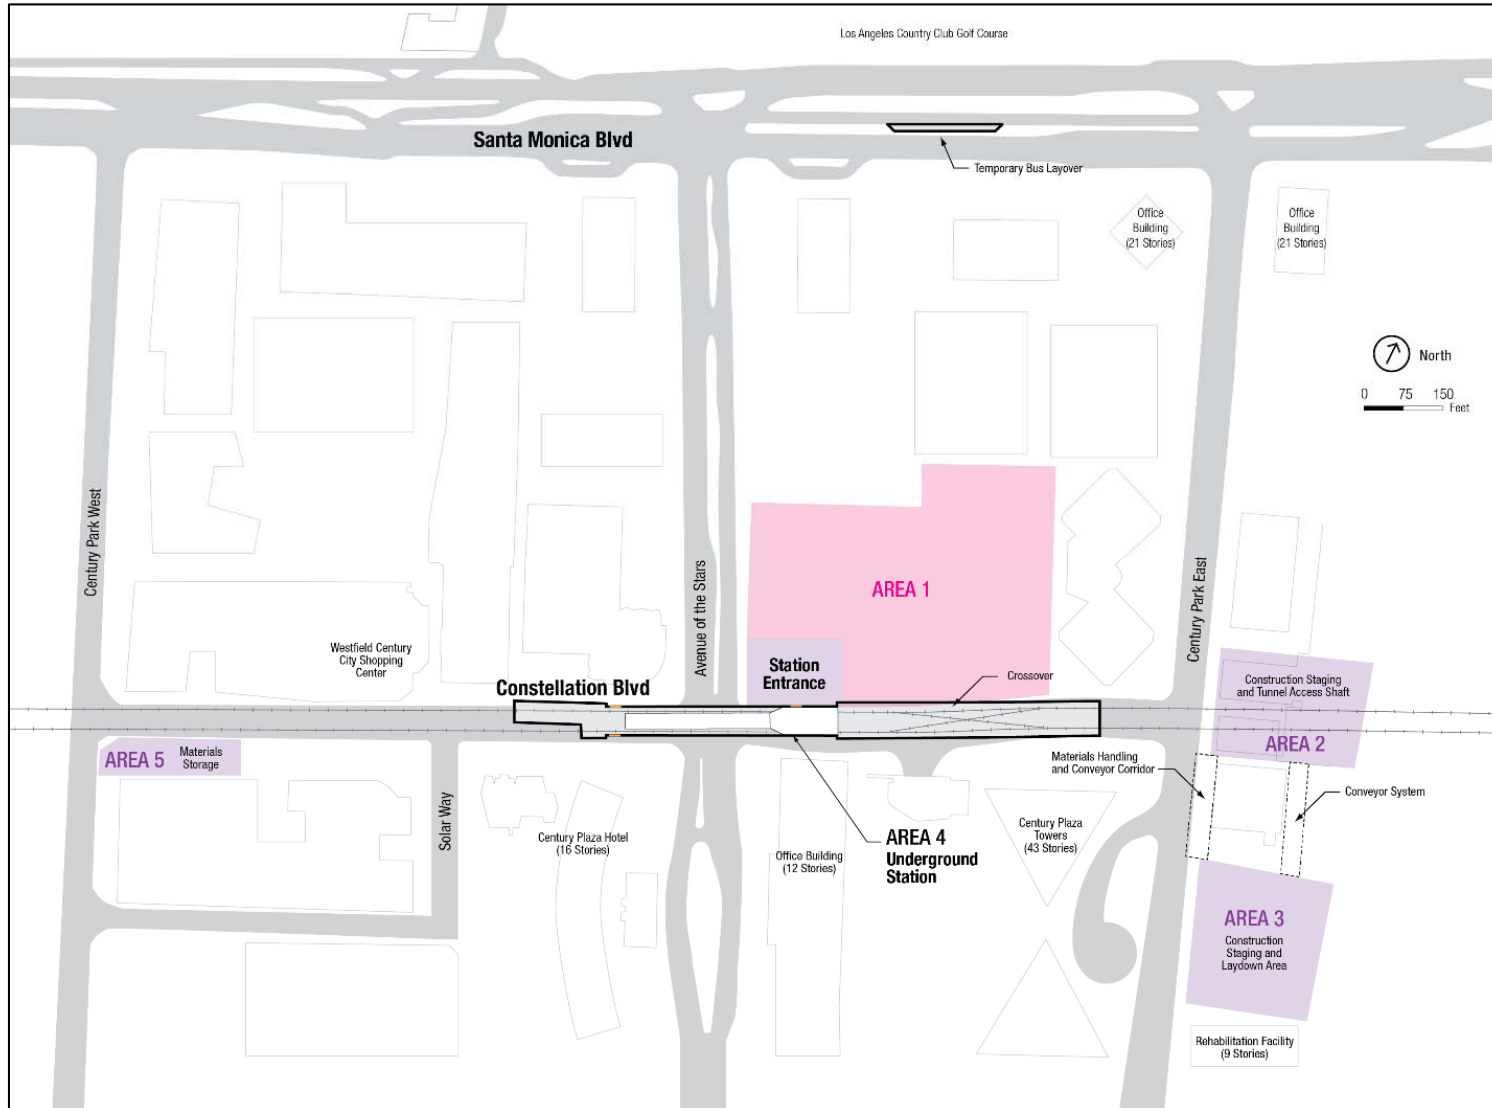 Los Angeles Country Club Golf Course
Santa Monica Blvd
Temporary Bus Layover
Office
Building
(21 Stories)
Office
Building
(21 Stories)
North
0 75 150
Feet
Century Park West
Avenue of the Stars
Century Park East
AREA 1
Westfield Century
City Shopping
Center
Station
Entrance
Crossover
Constellation Blvd
Construction Staging
and Tunnel Access Shaft
AREA 2
AREA 5
Materials
Storage
Materials Handling
and Conveyor Corridor
Conveyor System
Solar Way
Century Plaza Hotel
(16 Stories)
Office Building
(12 Stories)
AREA 4
Underground
Station
Century Plaza
Towers
(43 Stories)
AREA 3
Construction
Staging and
Laydown Area
Rehabilitation Facility
(9 Stories)